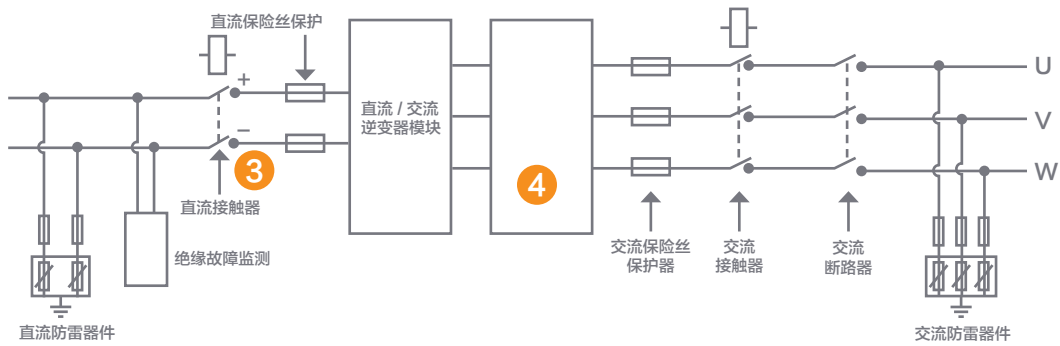 直流保险丝保护
+
直流 / 交流
逆变器模块
−
3
4
直流接触器
绝缘故障监测
直流防雷器件
交流保险丝
保护器
交流
接触器
交流
断路器
交流防雷器件
U
V
W